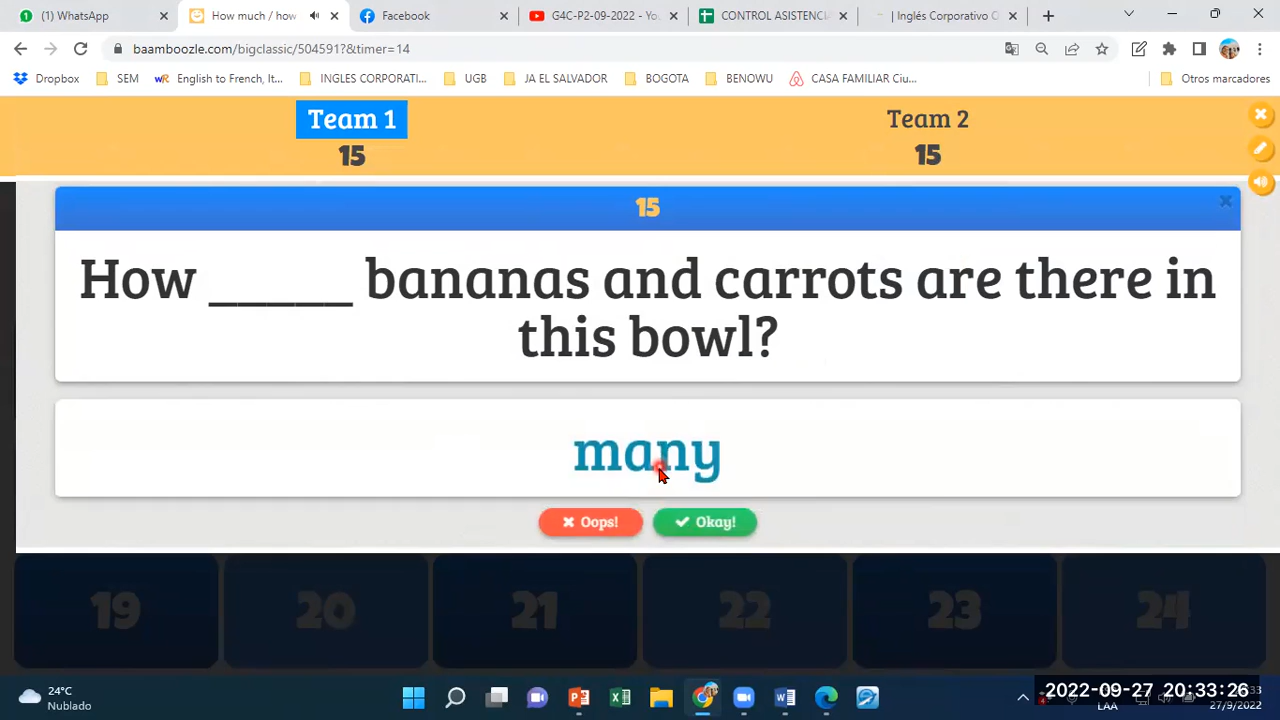 (1) WhatsApp
How much / how
Facebook
G4C-P2-09-2022 - Yo
CONTROL ASISTENCI
Inglés Corporativo
baamboozle.com/bigclassic/504591?&timer=14
Dropbox
SEM
English to French, It...
INGLES CORPORATI...
UGB
JA EL SALVADOR
BOGOTA
BENOWU
CASA FAMILIAR Ciu...
Otros marcadores
Team 1
15
Team 2
15
15
How _____ bananas and carrots are there in
this bowl?
many
Oops!
Okay!
19
20
21
22
23
24
24°C
Nublado
2022-09-27 20:33:26
LAA
27/9/2022